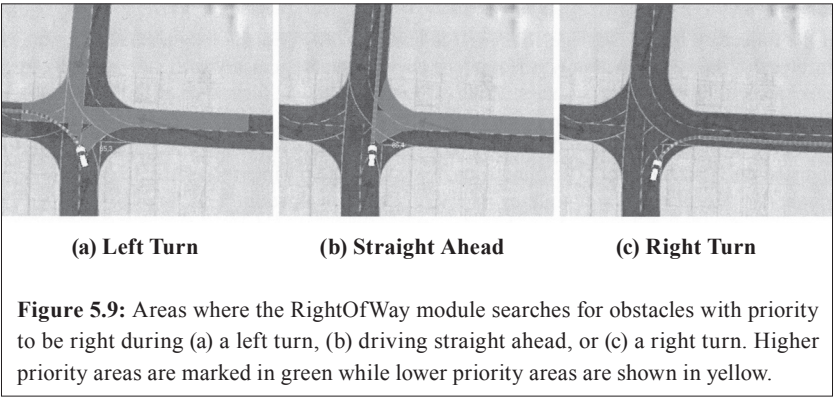 (a) Left Turn
(b) Straight Ahead
(c) Right Turn
Figure 5.9: Areas where the RightOfWay module searches for obstacles with priority
to be right during (a) a left turn, (b) driving straight ahead, or (c) a right turn. Higher
priority areas are marked in green while lower priority areas are shown in yellow.